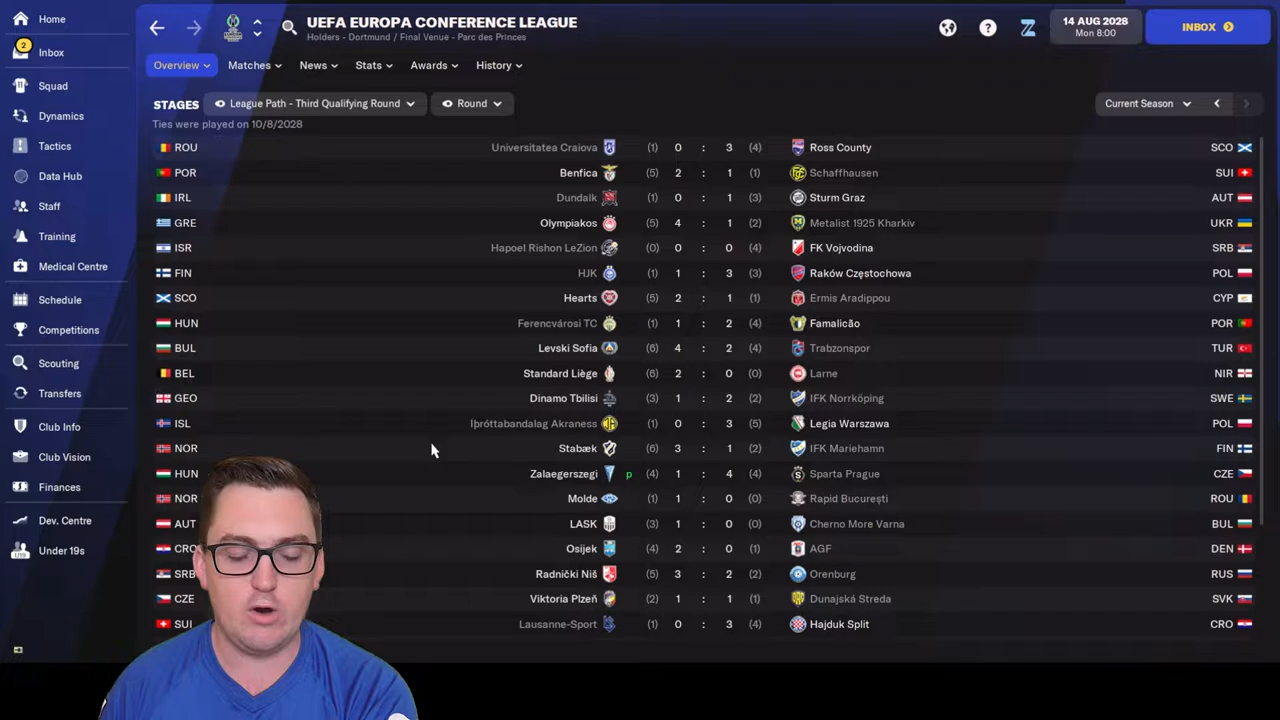 Home
2
Inbox
Squad
Dynamics
Tactics
Data Hub
Staff
Training
Medical Centre
Schedule
Competitions
Scouting
Transfers
Club Info
Club Vision
Finances
Dev. Centre
Under 19s
UEFA EUROPA CONFERENCE LEAGUE
Holders - Dortmund / Final Venue - Parc des Princes
14 AUG 2028
Mon 8:00
INBOX
Overview Matches News Stats Awards History
STAGES League Path - Third Qualifying Round Round Current Season
Ties were played on 10/8/2028
ROU Universitatea Craiova (1) 0 : 3 (4) Ross County SCO
POR Benfica (5) 2 : 1 (1) Schaffhausen SUI
IRL Dundalk (1) 0 : 1 (3) Sturm Graz AUT
GRE Olympiakos (5) 4 : 1 (2) Metalist 1925 Kharkiv UKR
ISR Hapoel Rishon LeZion (0) 0 : 0 (4) FK Vojvodina SRB
FIN HJK (1) 1 : 3 (3) Raków Częstochowa POL
SCO Hearts (5) 2 : 1 (1) Ermis Aradippou CYP
HUN Ferencvárosi TC (1) 1 : 2 (4) Famalicão POR
BUL Levski Sofia (6) 4 : 2 (4) Trabzonspor TUR
BEL Standard Liège (6) 2 : 0 (0) Larne NIR
GEO Dinamo Tbilisi (3) 1 : 2 (2) IFK Norrköping SWE
ISL Íþróttabandalag Akraness (1) 0 : 3 (5) Legia Warszawa POL
NOR Stabæk (6) 3 : 1 (2) IFK Mariehamn FIN
HUN Zalaegerszegi p (4) 1 : 4 (4) Sparta Prague CZE
NOR Molde (1) 1 : 0 (0) Rapid București ROU
AUT LASK (3) 1 : 0 (0) Cherno More Varna BUL
CRO Osijek (4) 2 : 0 (1) AGF DEN
SRB Radnički Niš (5) 3 : 2 (2) Orenburg RUS
CZE Viktoria Plzeň (2) 1 : 1 (1) Dunajská Streda SVK
SUI Lausanne-Sport (1) 0 : 3 (4) Hajduk Split CRO